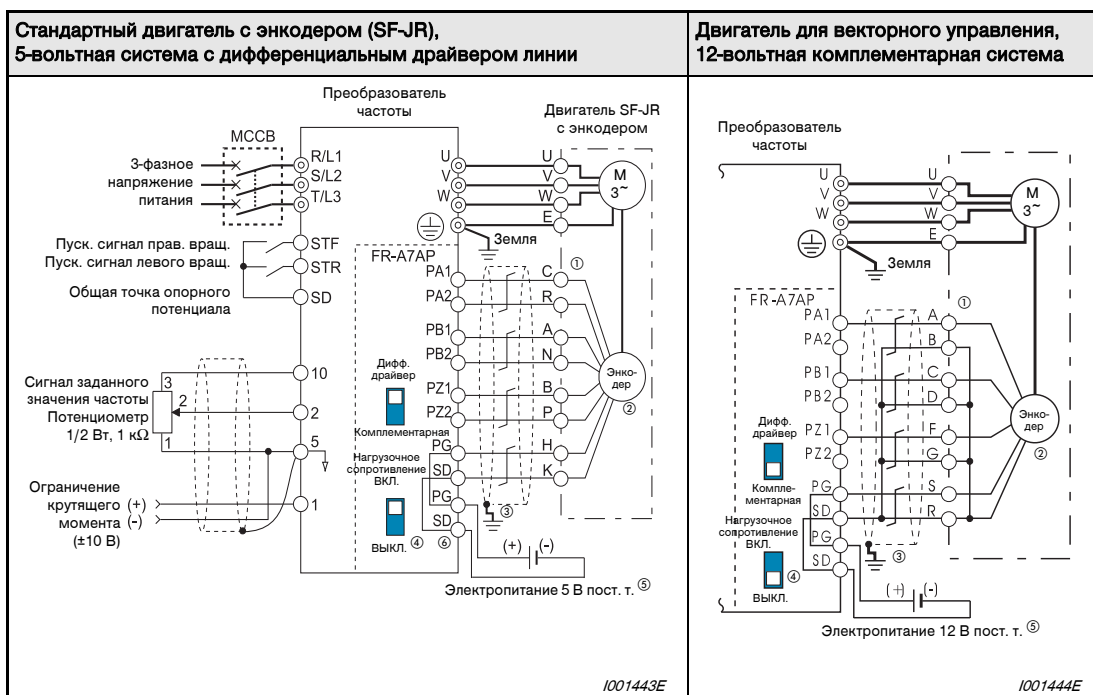 Стандартный двигатель с энкодером (SF-JR),
5-вольтная система с дифференциальным драйвером линии
Преобразователь
частоты
Двигатель SF-JR
с энкодером
MCCB
3-фазное
напряжение
питания
R/L1
S/L2
T/L3
U
V
W
U
V
W
E
M
3~
Земля
Пуск. сигнал прав. вращ.
Пуск. сигнал левого вращ.
Общая точка опорного
потенциала
STF
STR
SD
FR-A7AP
PA1
PA2
PB1
PB2
PZ1
PZ2
PG
SD
PG
SD
C
R
A
N
B
P
H
K
①
Энко-
дер
②
③
Дифф.
драйвер
Комплементарная
Нагрузочное
сопротивление
ВКЛ.
ВЫКЛ.
④
⑥
Сигнал заданного
значения частоты
Потенциометр
1/2 Вт, 1 кΩ
3
2
1
10
2
5
1
Ограничение
крутящего
момента
(±10 В)
(+)
(-)
(+)
(-)
Электропитание 5 В пост. т. ⑤
I001443E
Двигатель для векторного управления,
12-вольтная комплементарная система
Преобразователь
частоты
U
V
W
U
V
W
E
M
3~
Земля
FR-A7AP
PA1
PA2
PB1
PB2
PZ1
PZ2
PG
SD
PG
SD
A
B
C
D
F
G
S
R
①
Энко-
дер
②
③
Дифф.
драйвер
Компле-
ментарная
Нагрузочное
сопротивление
ВКЛ.
ВЫКЛ.
④
(+)
(-)
Электропитание 12 В пост. т. ⑤
I001444E